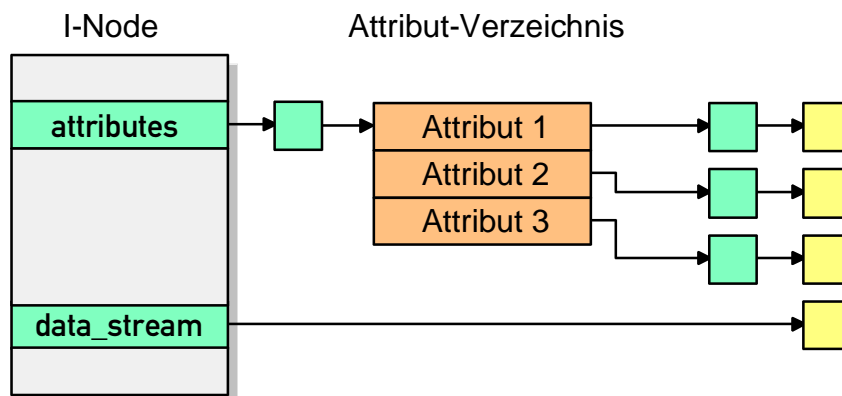 I-Node
Attribut-Verzeichnis
attributes
Attribut 1
Attribut 2
Attribut 3
data_stream